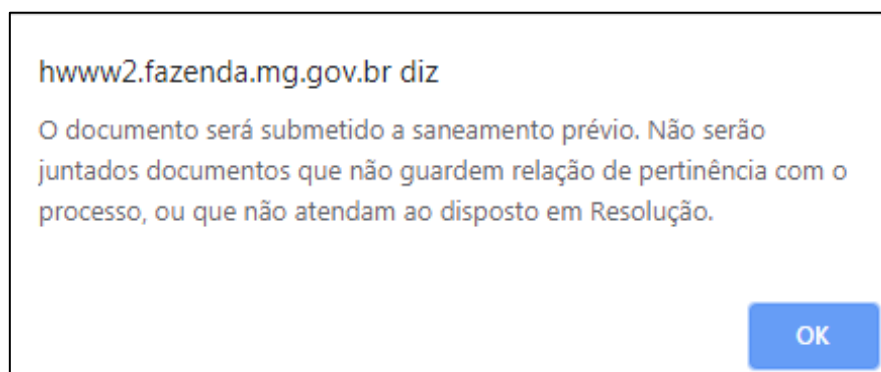 hwww2.fazenda.mg.gov.br diz
O documento será submetido a saneamento prévio. Não serão
juntados documentos que não guardem relação de pertinência com o
processo, ou que não atendam ao disposto em Resolução.
OK